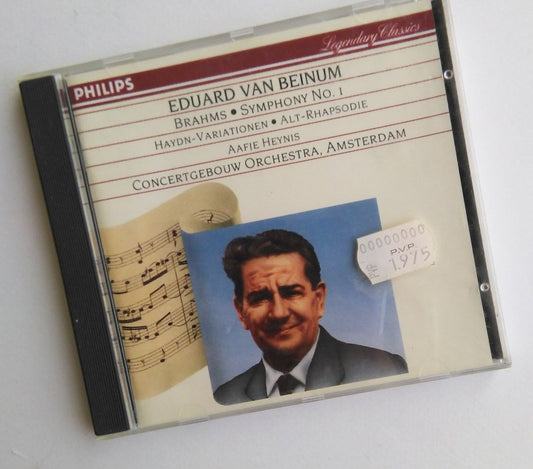 PHILIPS
Legendary Classics
EDUARD VAN BEINUM
BRAHMS • SYMPHONY NO. 1
HAYDN-VARIATIONEN • ALT-RHAPSODIE
AAFJE HEYNIS
CONCERTGEBOUW ORCHESTRA, AMSTERDAM
00000000
P.V.P.
1.975